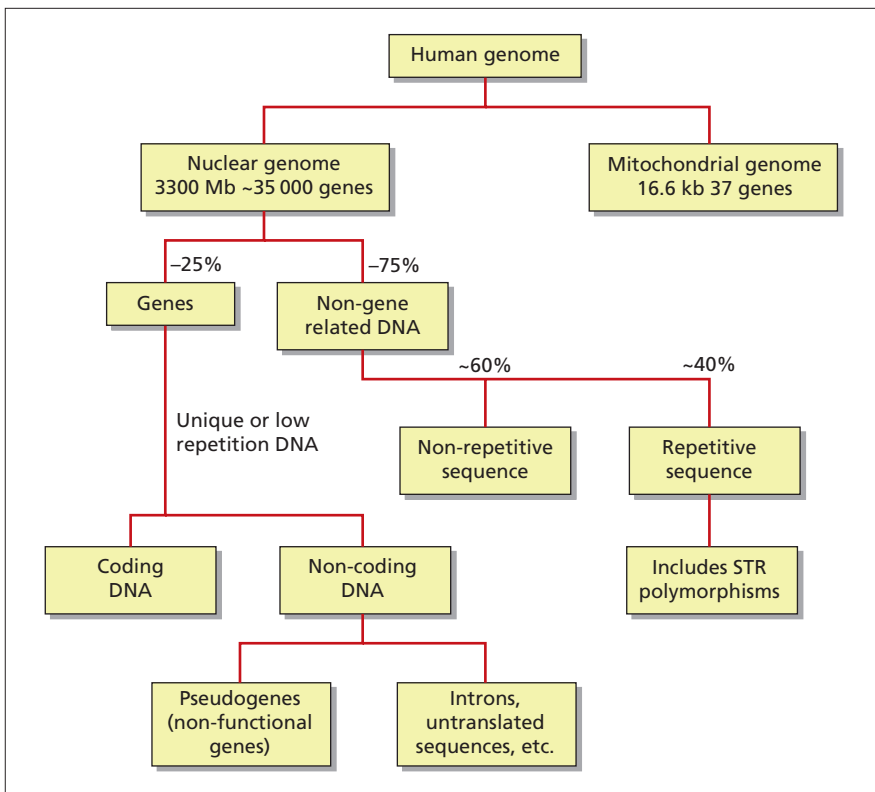 Human genome
Nuclear genome
3300 Mb ~35 000 genes
Mitochondrial genome
16.6 kb 37 genes
–25%
–75%
Genes
Non-gene
related DNA
~60%
~40%
Unique or low
repetition DNA
Non-repetitive
sequence
Repetitive
sequence
Coding
DNA
Non-coding
DNA
Includes STR
polymorphisms
Pseudogenes
(non-functional
genes)
Introns,
untranslated
sequences, etc.